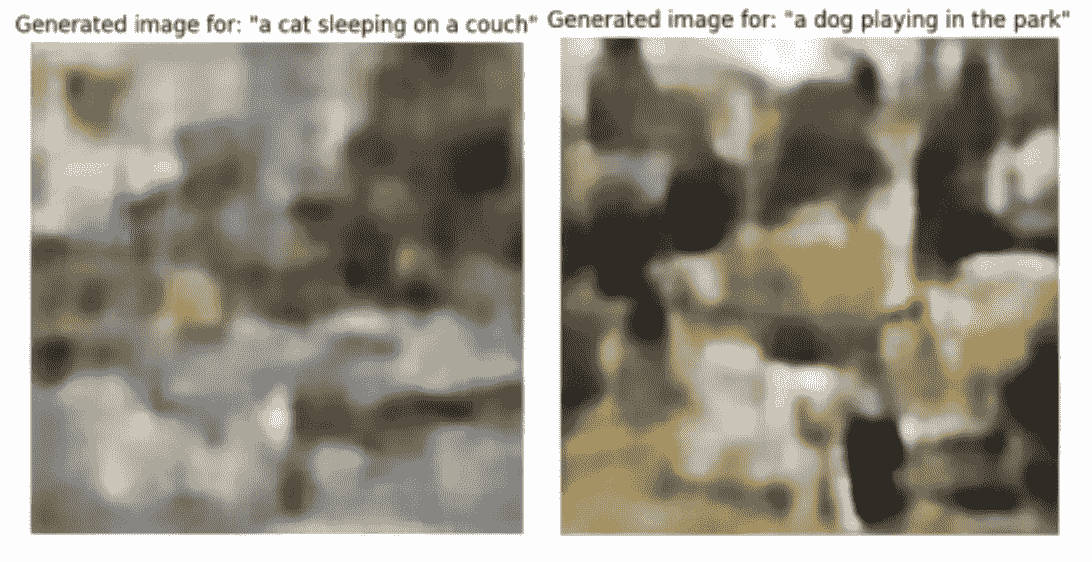 Generated image for: "a cat sleeping on a couch"
Generated image for: "a dog playing in the park"